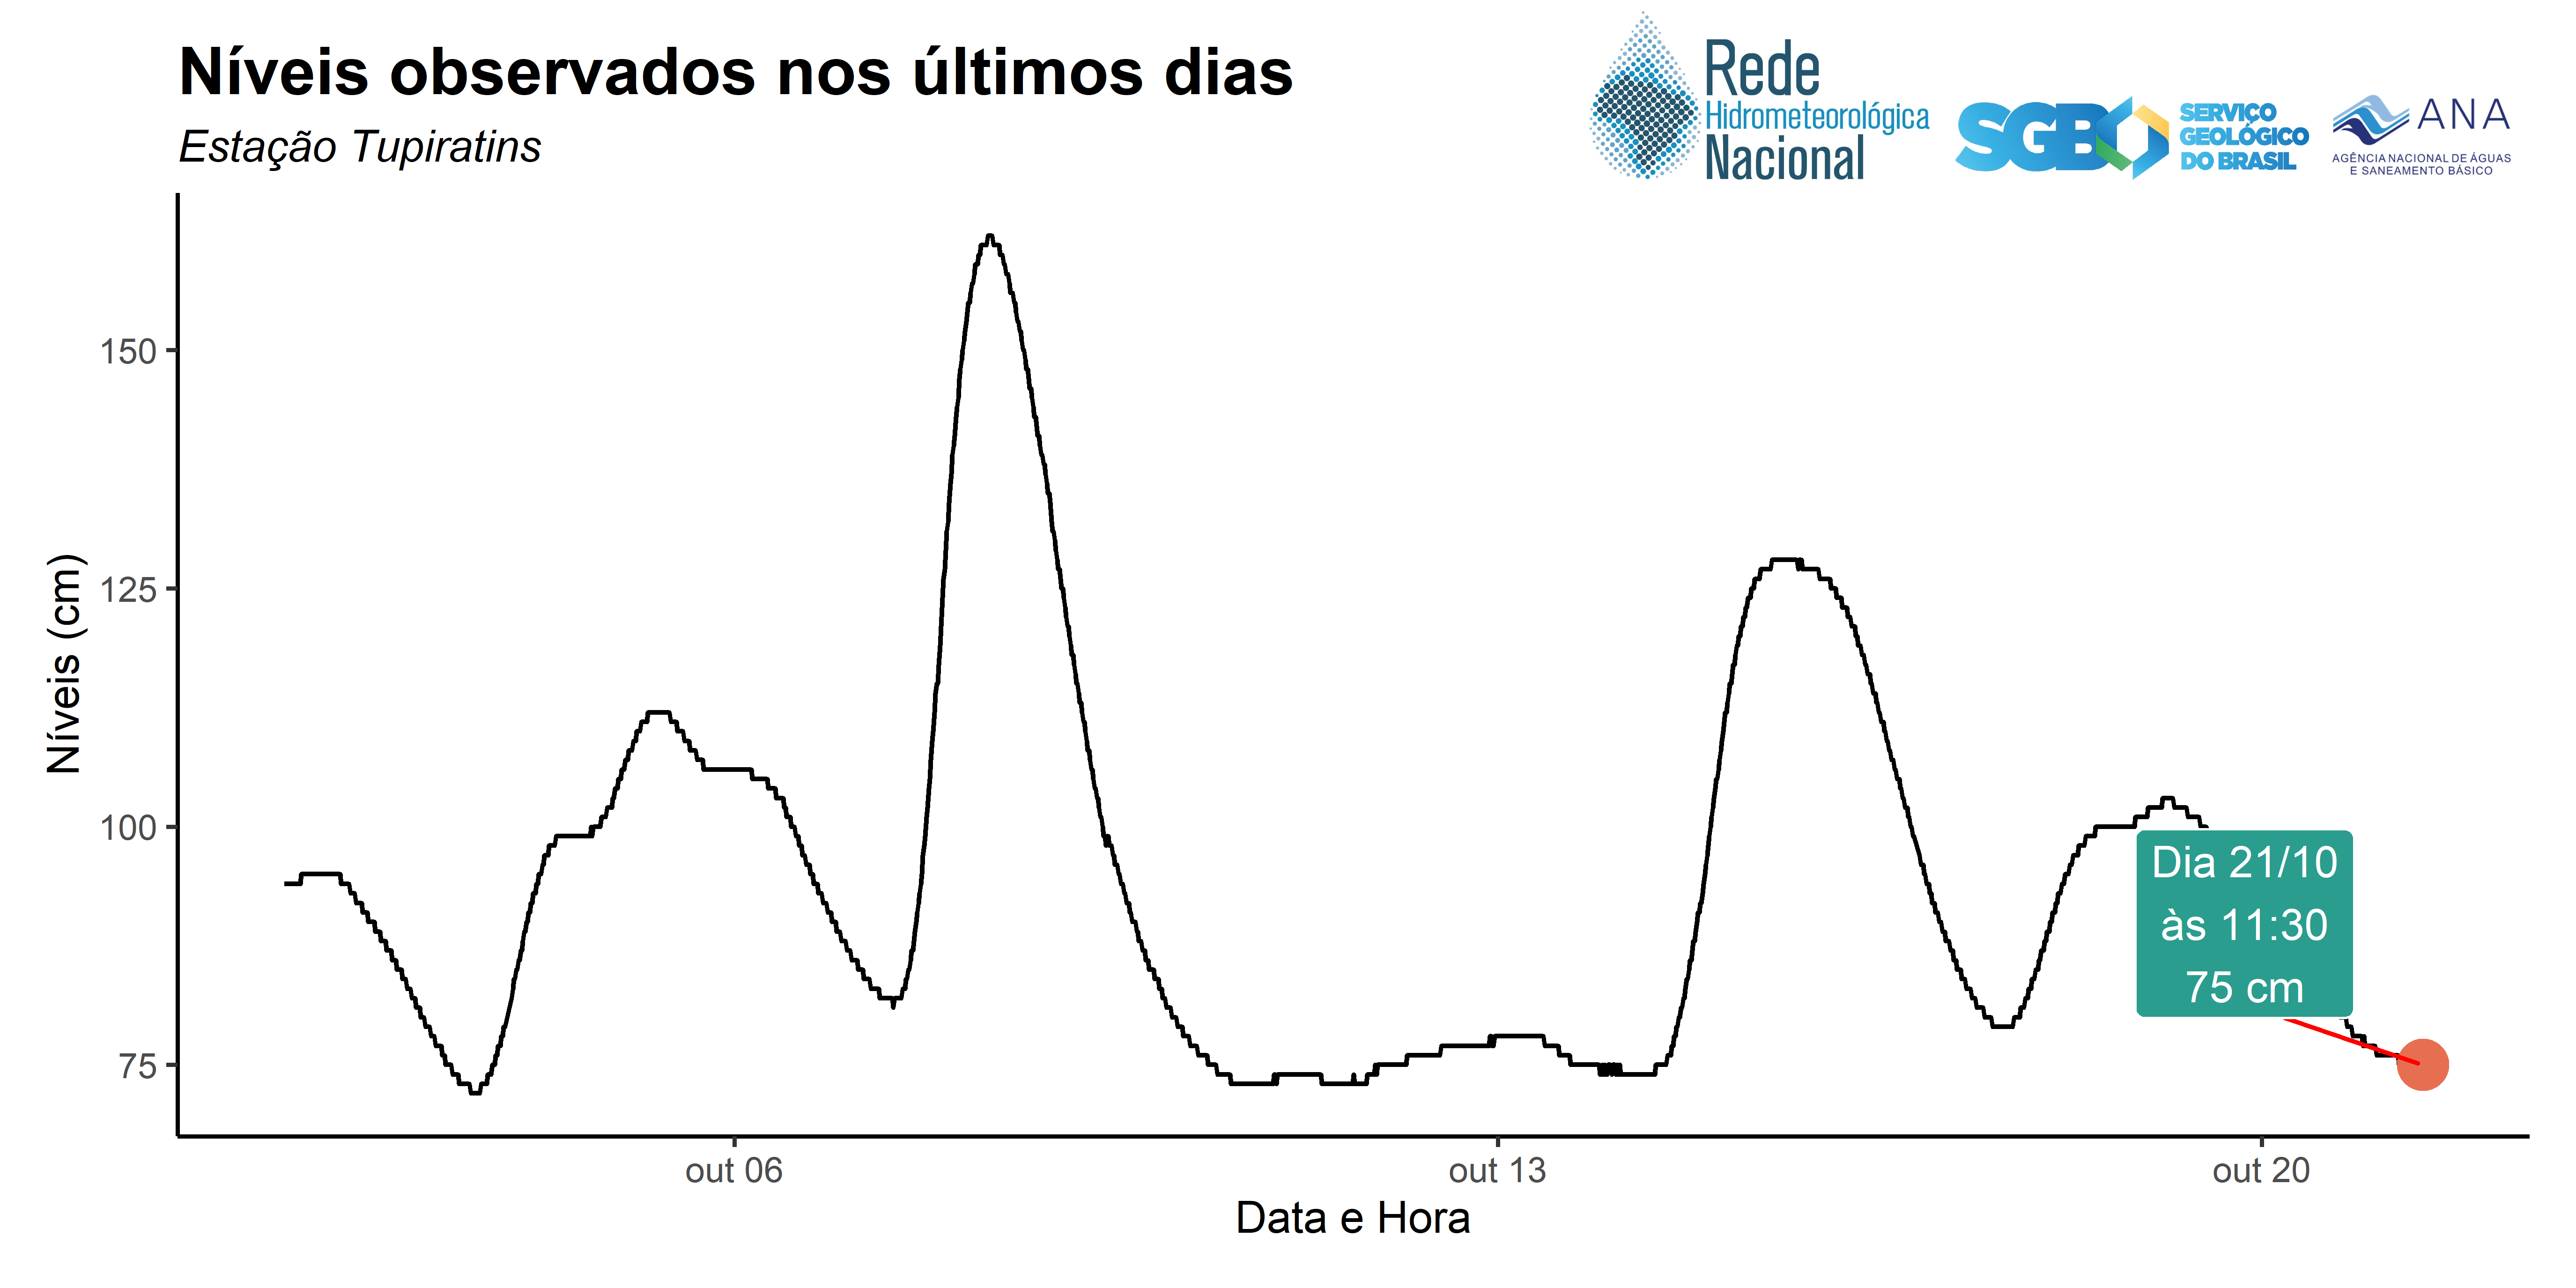 Níveis observados nos últimos dias
Estação Tupiratins
Rede
Hidrometeorológica
Nacional
SGB
SERVIÇO
GEOLÓGICO
DO BRASIL
ANA
AGÊNCIA NACIONAL DE ÁGUAS
E SANEAMENTO BÁSICO
Níveis (cm)
150
125
100
75
Dia 21/10
às 11:30
75 cm
out 06
out 13
out 20
Data e Hora